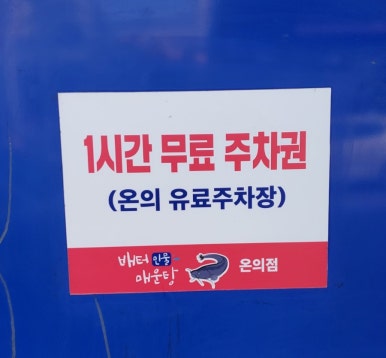 1시간 무료 주차권
(온의 유료주차장)
배터 민물
매운탕
온의점